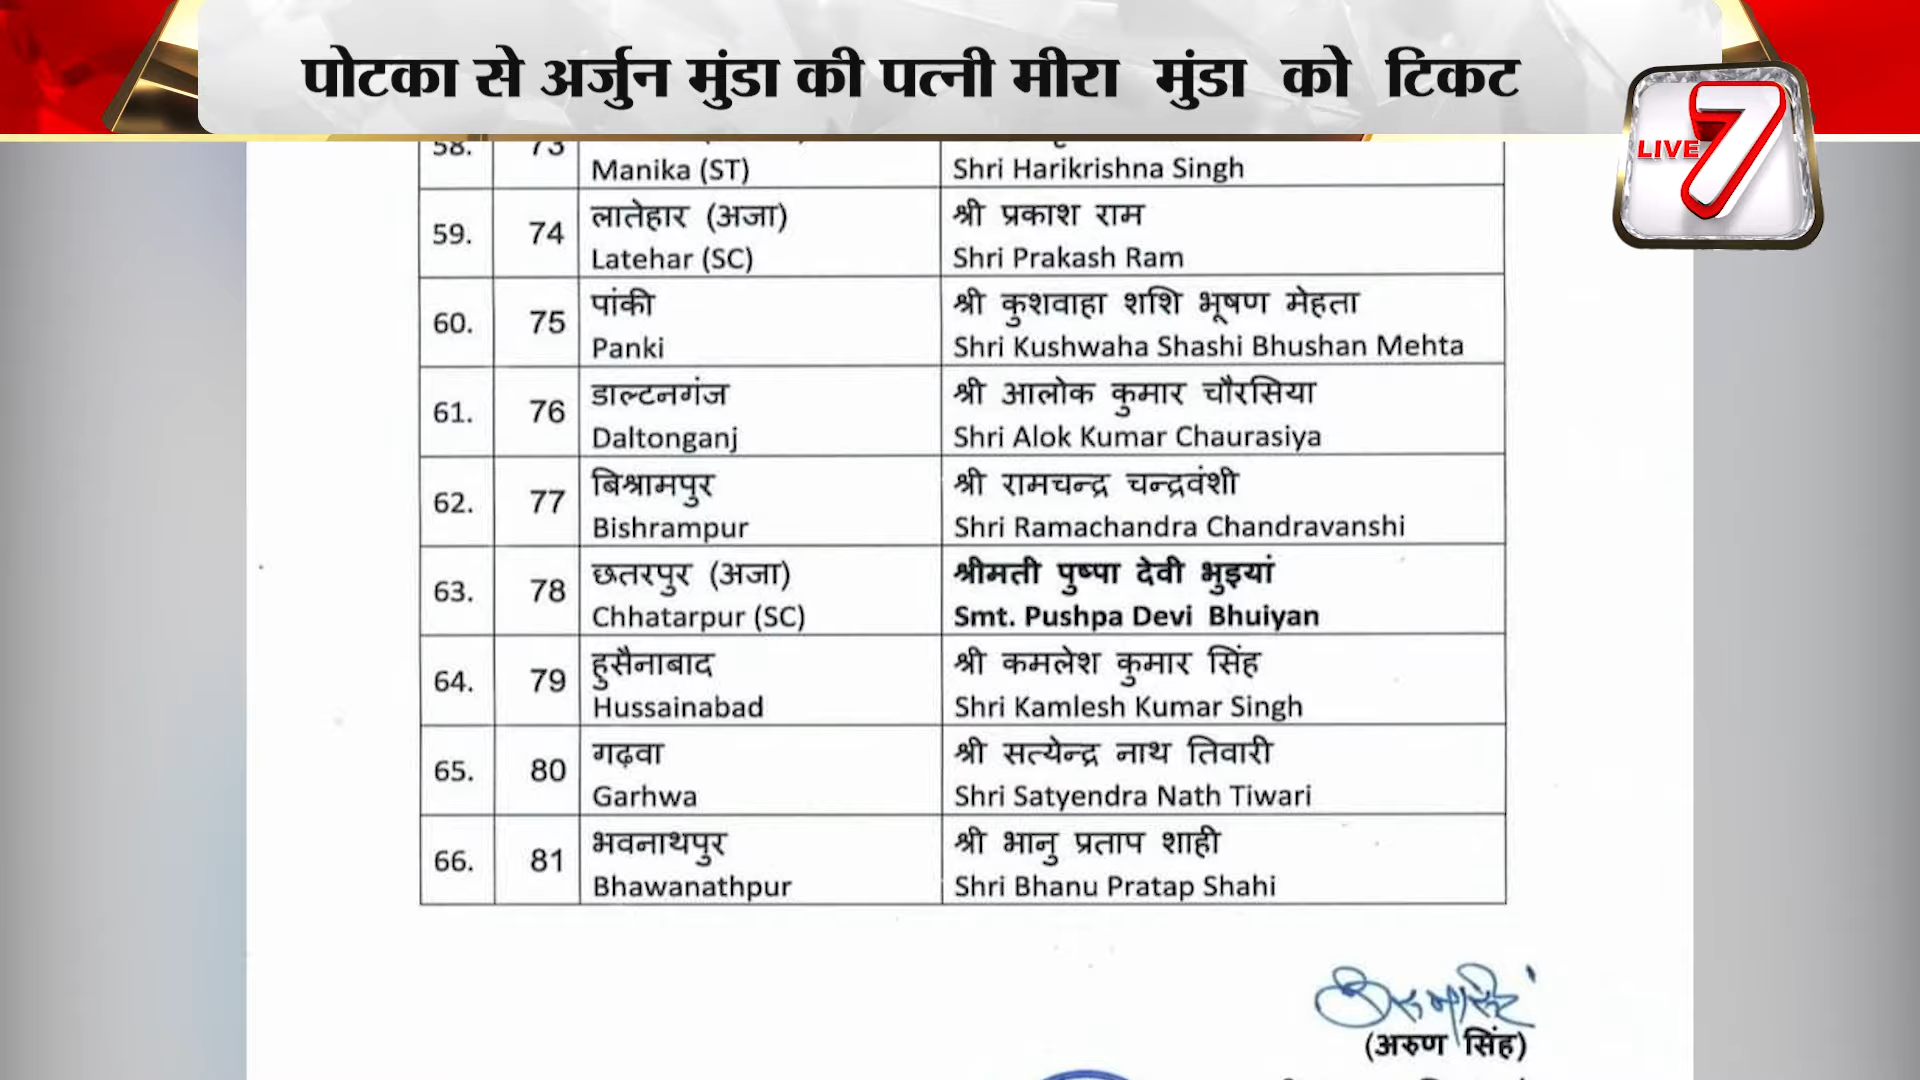 पोटका से अर्जुन मुंडा की पत्नी मीरा मुंडा को टिकट
LIVE 7
58. 73
Manika (ST) Shri Harikrishna Singh
59. 74 लातेहार (अजा) श्री प्रकाश राम
Latehar (SC) Shri Prakash Ram
60. 75 पांकी श्री कुशवाहा शशि भूषण मेहता
Panki Shri Kushwaha Shashi Bhushan Mehta
61. 76 डाल्टनगंज श्री आलोक कुमार चौरसिया
Daltonganj Shri Alok Kumar Chaurasiya
62. 77 बिश्रामपुर श्री रामचन्द्र चन्द्रवंशी
Bishrampur Shri Ramachandra Chandravanshi
63. 78 छतरपुर (अजा) श्रीमती पुष्पा देवी भुइयां
Chhatarpur (SC) Smt. Pushpa Devi Bhuiyan
64. 79 हुसैनाबाद श्री कमलेश कुमार सिंह
Hussainabad Shri Kamlesh Kumar Singh
65. 80 गढ़वा श्री सत्येन्द्र नाथ तिवारी
Garhwa Shri Satyendra Nath Tiwari
66. 81 भवनाथपुर श्री भानु प्रताप शाही
Bhawanathpur Shri Bhanu Pratap Shahi
(अरुण सिंह)